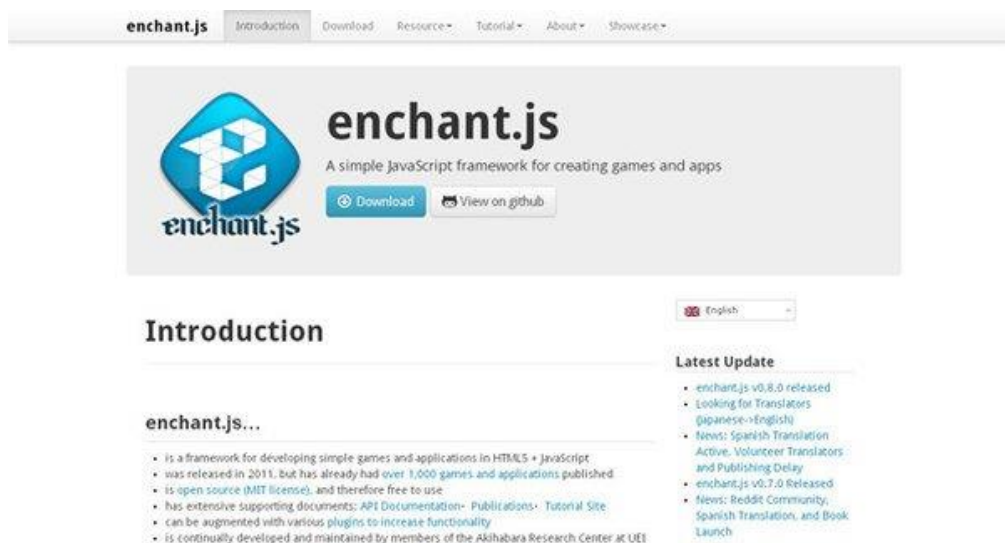 enchant.js Introduction Download Resource Tutorial About Showcase
enchant.js
enchant.js
A simple JavaScript framework for creating games and apps
Download View on github
English
Introduction
enchant.js...
is a framework for developing simple games and applications in HTML5 + JavaScript
was released in 2011, but has already had over 1,000 games and applications published
is open source (MIT license), and therefore free to use
has extensive supporting documents: API Documentation• Publications• Tutorial Site
can be augmented with various plugins to increase functionality
is continually developed and maintained by members of the Akihabara Research Center at UEI
Latest Update
enchant.js v0.8.0 released
Looking for Translators
(Japanese->English)
News: Spanish Translation
Active, Volunteer Translators
and Publishing Delay
enchant.js v0.7.0 Released
News: Reddit Community,
Spanish Translation, and Book
Launch